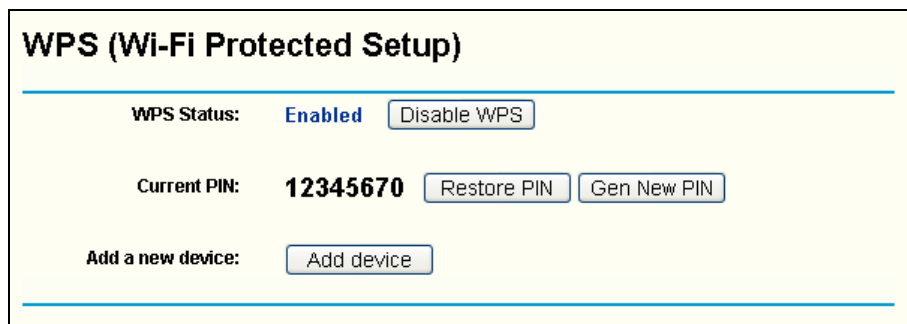 WPS (Wi-Fi Protected Setup)
WPS Status: Enabled Disable WPS
Current PIN: 12345670 Restore PIN Gen New PIN
Add a new device: Add device